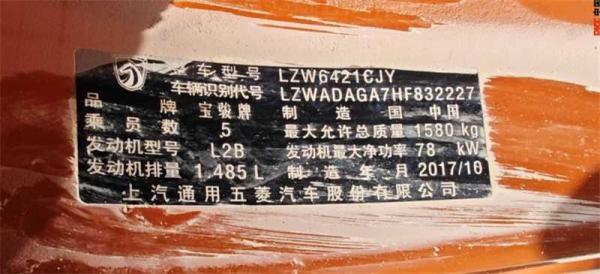 车型号 LZW6421CJY
车辆识别代号 LZWADAGA7HF832227
品牌 宝骏牌 制造国 中国
乘员数 5 最大允许总质量 1580 kg
发动机型号 L2B 发动机最大净功率 78 kW
发动机排量 1.485 L 制造年月 2017/10
上汽通用五菱汽车股份有限公司